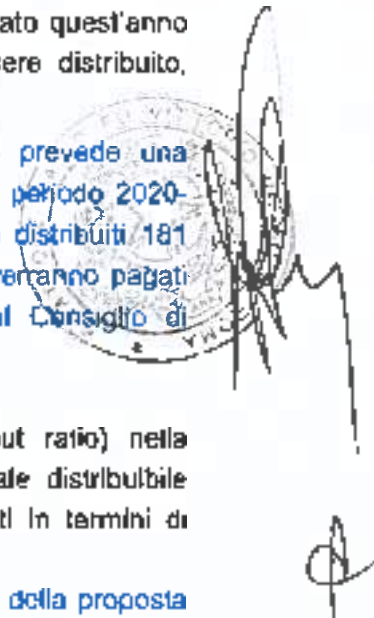 ato quest'anno
ere distribuito,
prevede una
periodo 2020-
distribuiti 181
verranno pagati
al Consiglio di
out ratio) nella
ale distribuibile
ti in termini di
della proposta